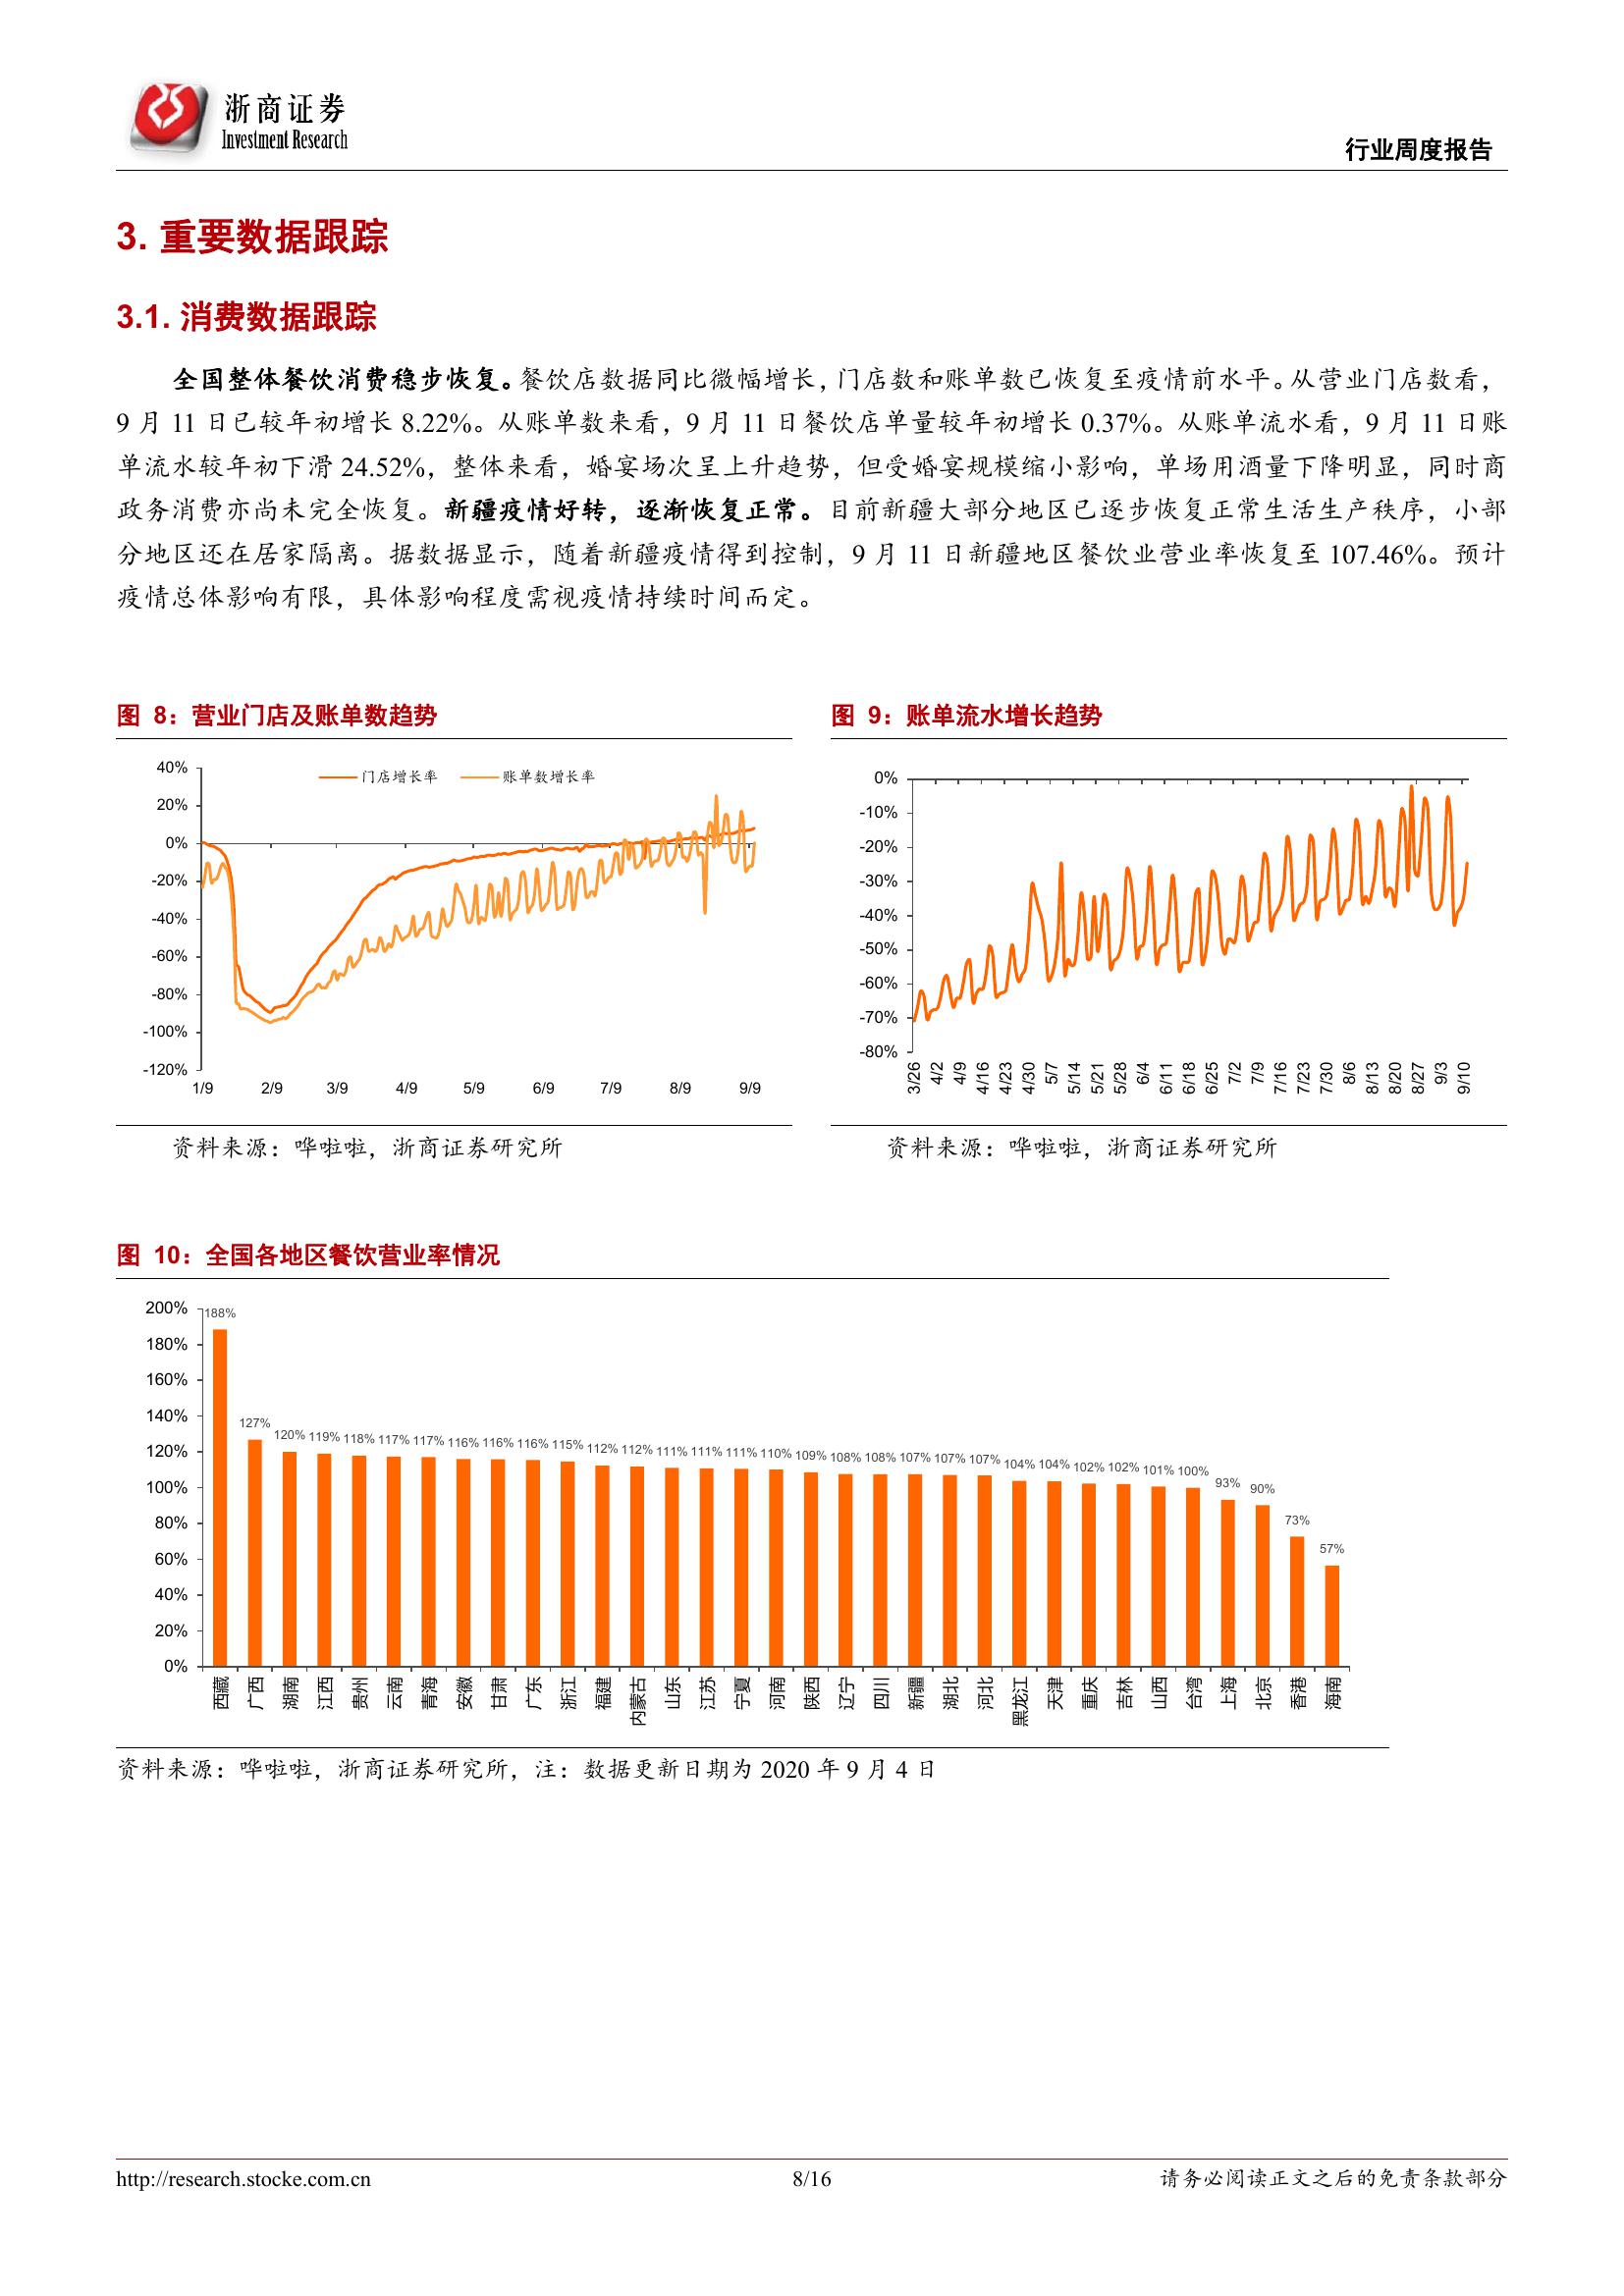 浙商证券
Investment Research
行业周度报告
3. 重要数据跟踪
3.1. 消费数据跟踪
全国整体餐饮消费稳步恢复。餐饮店数据同比微幅增长，门店数和账单数已恢复至疫情前水平。从营业门店数看，
9 月 11 日已较年初增长 8.22%。从账单数来看，9 月 11 日餐饮店单量较年初增长 0.37%。从账单流水看，9 月 11 日账
单流水较年初下滑 24.52%，整体来看，婚宴场次呈上升趋势，但受婚宴规模缩小影响，单场用酒量下降明显，同时商
政务消费亦尚未完全恢复。新疆疫情好转，逐渐恢复正常。目前新疆大部分地区已逐步恢复正常生活生产秩序，小部
分地区还在居家隔离。据数据显示，随着新疆疫情得到控制，9 月 11 日新疆地区餐饮业营业率恢复至 107.46%。预计
疫情总体影响有限，具体影响程度需视疫情持续时间而定。
图 8：营业门店及账单数趋势
门店增长率 账单数增长率
40%
20%
0%
-20%
-40%
-60%
-80%
-100%
-120%
1/9 2/9 3/9 4/9 5/9 6/9 7/9 8/9 9/9
资料来源：哗啦啦，浙商证券研究所
图 9：账单流水增长趋势
0%
-10%
-20%
-30%
-40%
-50%
-60%
-70%
-80%
3/26 4/2 4/9 4/16 4/23 4/30 5/7 5/14 5/21 5/28 6/4 6/11 6/18 6/25 7/2 7/9 7/16 7/23 7/30 8/6 8/13 8/20 8/27 9/3 9/10
资料来源：哗啦啦，浙商证券研究所
图 10：全国各地区餐饮营业率情况
200%
180%
160%
140%
120%
100%
80%
60%
40%
20%
0%
188% 127% 120% 119% 118% 117% 117% 116% 116% 116% 115% 112% 112% 111% 111% 111% 110% 109% 108% 108% 107% 107% 107% 104% 104% 102% 102% 101% 100% 93% 90% 73% 57%
西藏 广西 湖南 江西 贵州 云南 青海 安徽 甘肃 广东 浙江 福建 内蒙古 山东 江苏 宁夏 河南 陕西 辽宁 四川 新疆 湖北 河北 黑龙江 天津 重庆 吉林 山西 台湾 上海 北京 香港 海南
资料来源：哗啦啦，浙商证券研究所，注：数据更新日期为 2020 年 9 月 4 日
http://research.stocke.com.cn
8/16
请务必阅读正文之后的免责条款部分